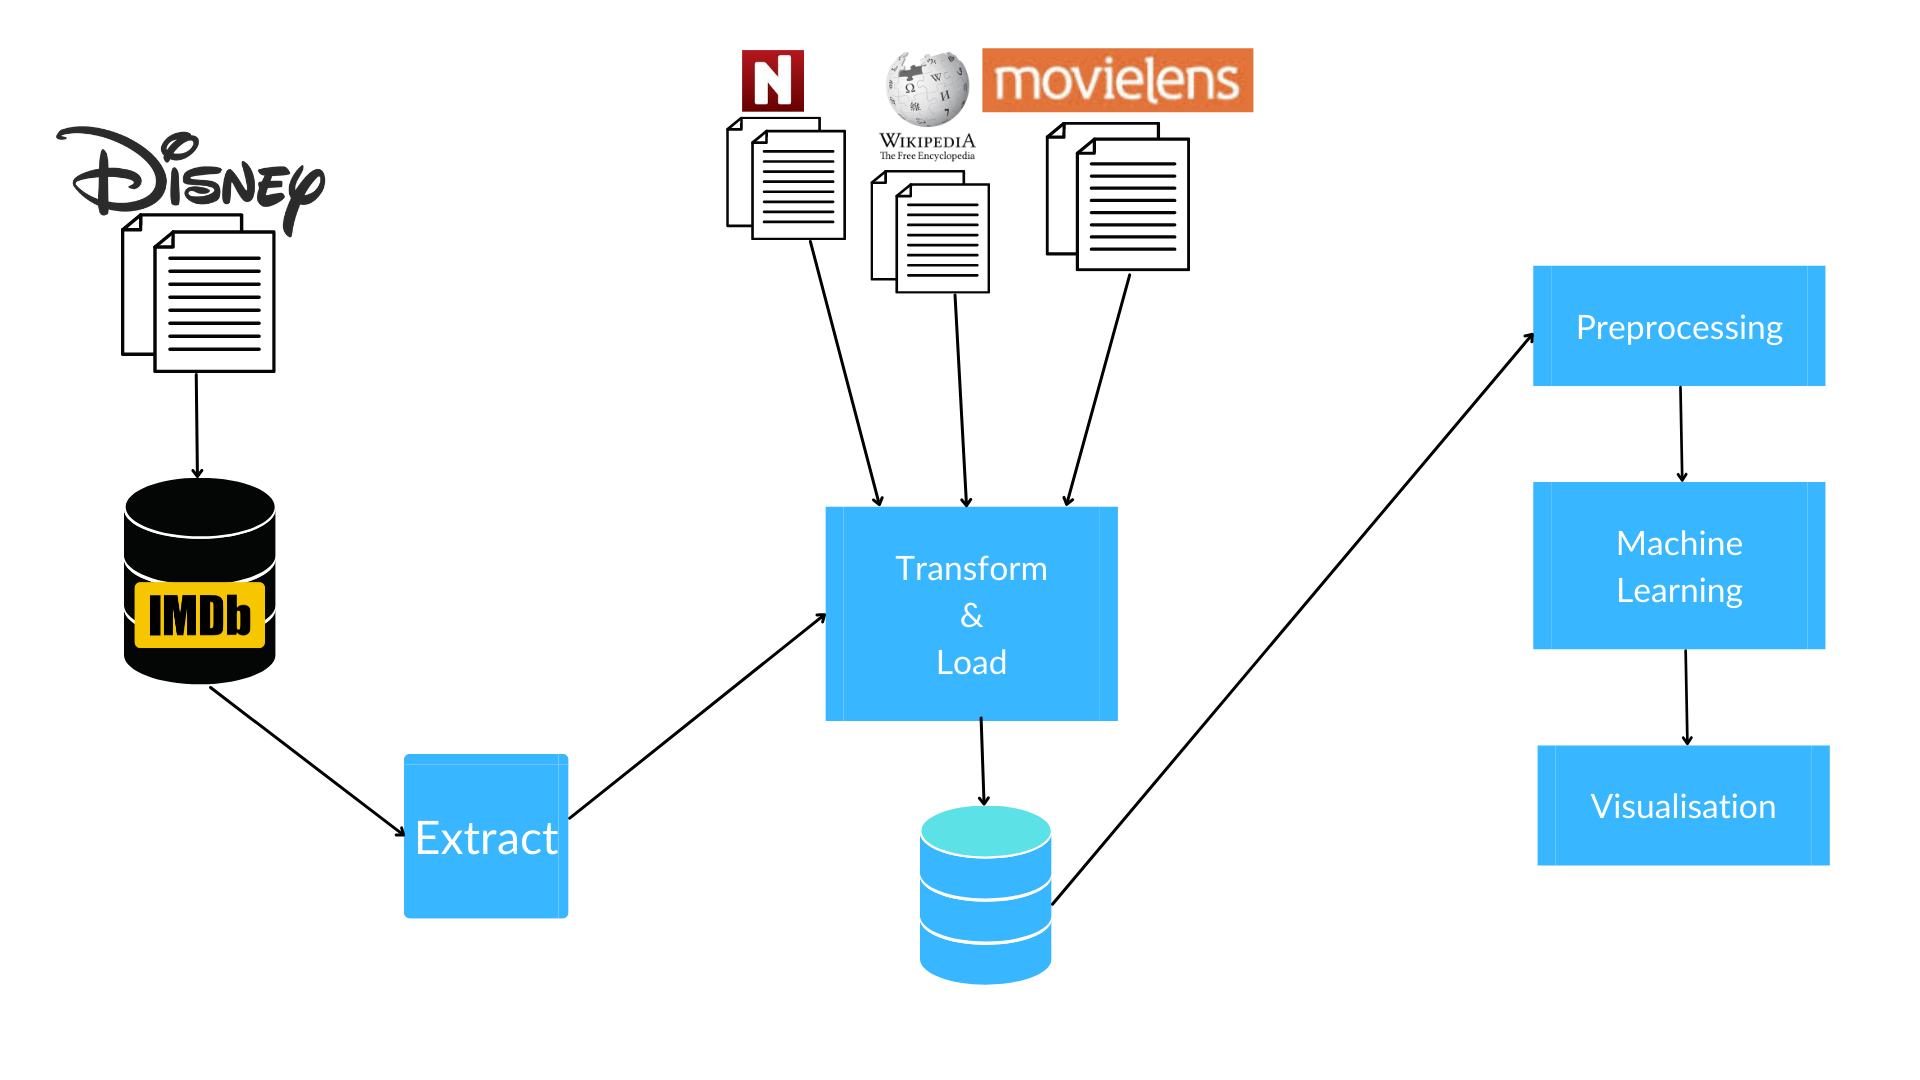 DISNEY
IMDb
Extract
N
WIKIPEDIA
The Free Encyclopedia
movielens
Transform
&
Load
Preprocessing
Machine
Learning
Visualisation